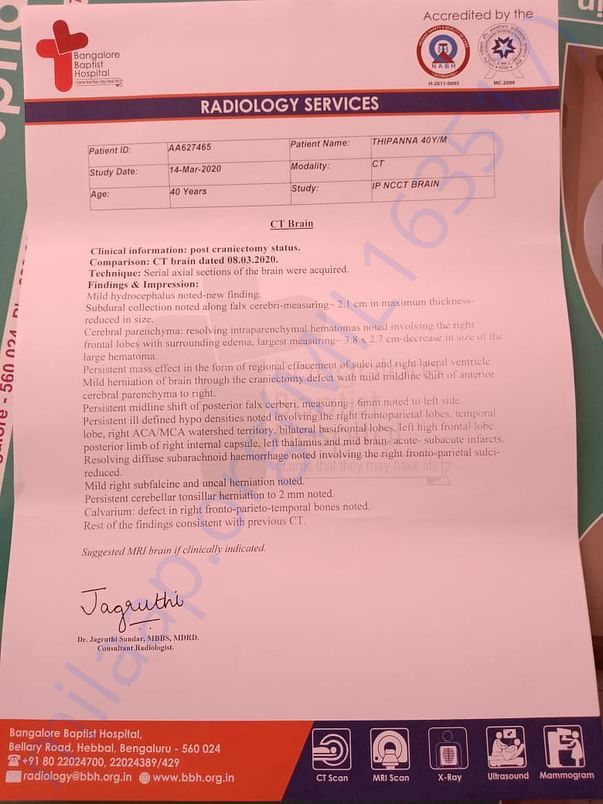 Accredited by the
Bangalore
Baptist
Hospital
N A B H
H-2011-0095
MC-2009
RADIOLOGY SERVICES
Patient ID: AA627465 Patient Name: THIPANNA 40Y/M
Study Date: 14-Mar-2020 Modality: CT
Age: 40 Years Study: IP NCCT BRAIN
CT Brain
Clinical information: post craniectomy status.
Comparison: CT brain dated 08.03.2020.
Technique: Serial axial sections of the brain were acquired.
Findings & Impression:
Mild hydrocephalus noted-new finding.
Subdural collection noted along falx cerebri-measuring~ 2.1 cm in maximum thickness-
reduced in size.
Cerebral parenchyma: resolving intraparenchymal hematomas noted involving the right
frontal lobes with surrounding edema, largest measuring~ 3.8 x 2.7 cm-decrease in size of the
large hematoma.
Persistent mass effect in the form of regional effacement of sulci and right lateral ventricle.
Mild herniation of brain through the craniectomy defect with mild mildline shift of anterior
cerebral parenchyma to right.
Persistent midline shift of posterior falx cerberi, measuring~ 6mm noted to left side.
Persistent ill defined hypo densities noted involving the right frontoparietal lobes, temporal
lobe, right ACA/MCA watershed territory, bilateral basifrontal lobes, left high frontal lobe,
posterior limb of right internal capsule, left thalamus and mid brain- acute- subacute infarcts.
Resolving diffuse subarachnoid haemorrhage noted involving the right fronto-parieto sulci-
reduced.
Mild right subfalcine and uncal herniation noted.
Persistent cerebellar tonsillar herniation to 2 mm noted.
Calvarium: defect in right fronto-parieto-temporal bones noted.
Rest of the findings consistent with previous CT.
Suggested MRI brain if clinically indicated.
Jagruthi
Dr. Jagruthi Sundar, MBBS, MDRD.
Consultant Radiologist.
Bangalore Baptist Hospital,
Bellary Road, Hebbal, Bengaluru - 560 024
+91 80 22024700, 22024389/429
radiology@bbh.org.in www.bbh.org.in
CT Scan MRI Scan X-Ray Ultrasound Mammogram